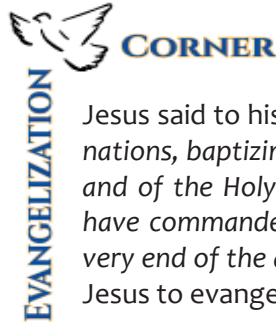 CORNER
EVANGELIZATION
Jesus said to his
nations, baptizin
and of the Holy
have commande
very end of the
Jesus to evange